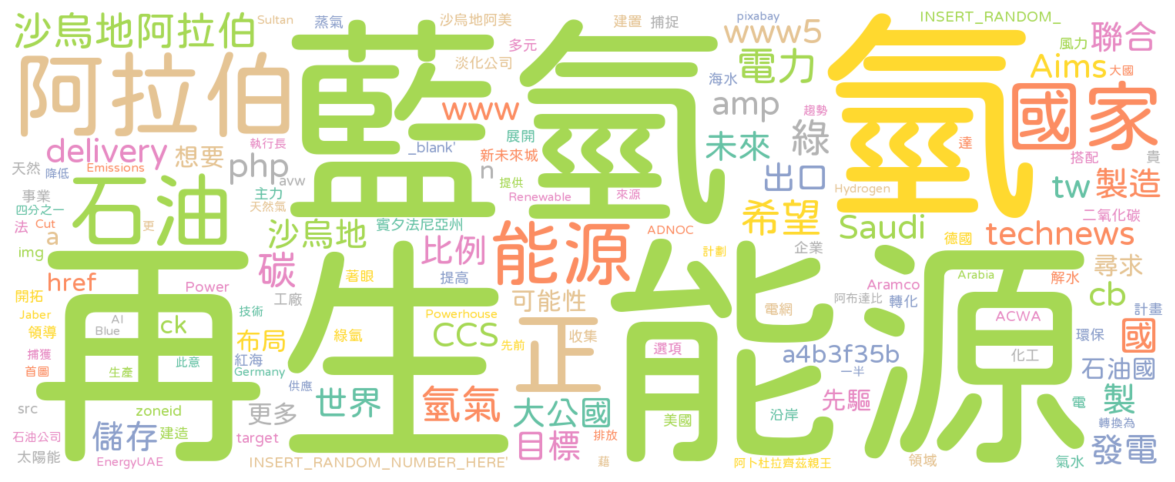 沙烏地阿拉伯
Sultan
蒸氣
沙烏地阿美
建置
捕捉
pixabay
INSERT_RANDOM_
風力
聯合
阿拉伯
藍氫
多元
淡化公司
www5
電力
海水
氫
Aims
大國
_blank'
www
展開
amp
趨勢
國家
delivery
想要
執行長
新未來城
未來
綠
達
搭配
貴
天然
降低
Emissions
php
avw
n
提供
Renewable
來源
出口
Hydrogen
tw
製造
事業
四分之一
石油
主力
天然氣
賓夕法尼亞州
希望
Saudi
二氧化碳
法
Cut
更
a
沙烏地
比例
能源
ADNOC
德國
technews
img
再生能源
碳
著眼
提高
計劃
企業
尋求
href
Power
工廠
可能性
電網
Aramco
Arabia
解水
cb
開拓
AI
技術
Powerhouse
收集
阿布達比
轉化
ACWA
計畫
Jaber
領導
Blue
ck
布局
綠氫
CCS
先前
正
選項
a4b3f35b
環保
國
捕獲
首圖
生產
此意
紅海
Germany
一半
化工
石油國
src
zoneid
供應
世界
氫氣
大公國
美國
沿岸
先驅
電
製
轉換為
石油公司
儲存
建造
更多
target
目標
排放
發電
太陽能
EnergyUAE
INSERT_RANDOM_NUMBER_HERE'
藉
阿卜杜拉齊茲親王
領域
氣水